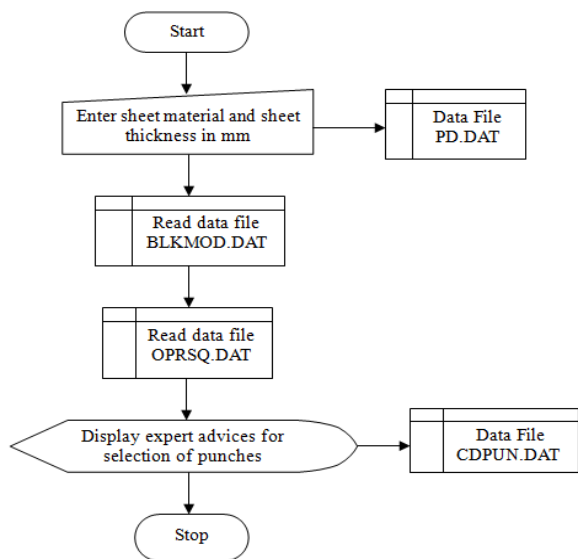 Start
Enter sheet material and sheet
thickness in mm
Data File
PD.DAT
Read data file
BLKMOD.DAT
Read data file
OPRSQ.DAT
Display expert advices for
selection of punches
Data File
CDPUN.DAT
Stop